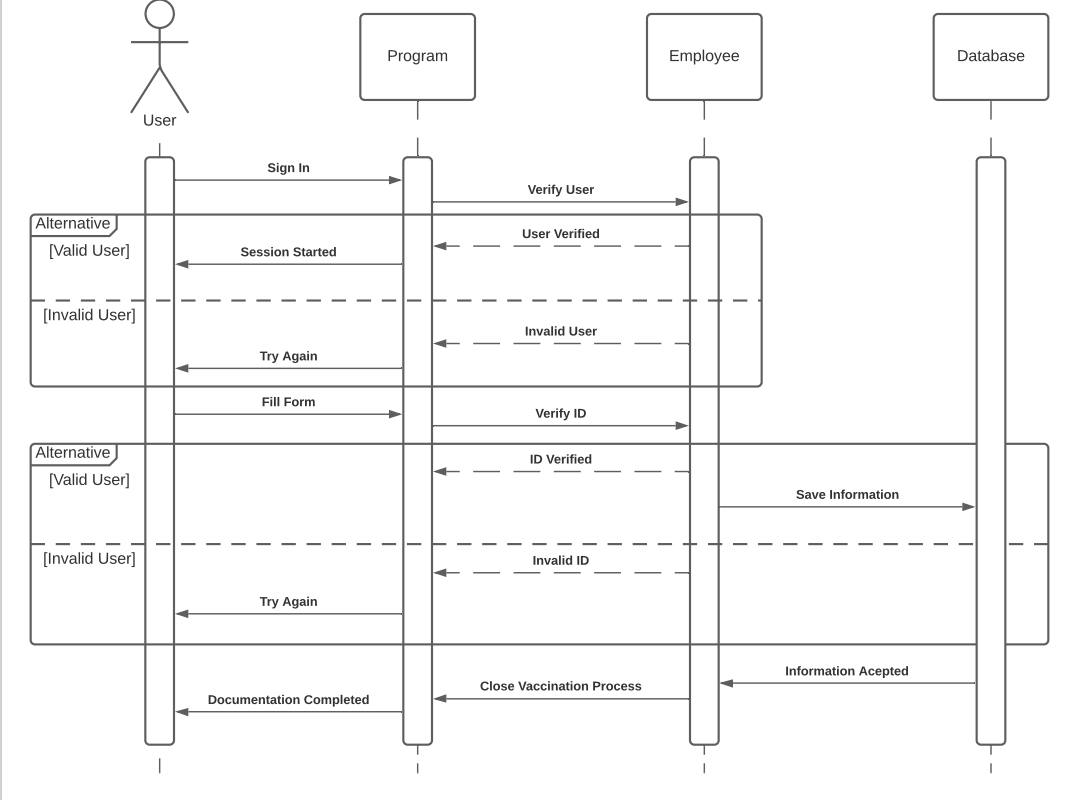 User
Program
Employee
Database
Sign In
Verify User
Alternative
[Valid User]
User Verified
Session Started
[Invalid User]
Invalid User
Try Again
Fill Form
Verify ID
Alternative
[Valid User]
ID Verified
Save Information
[Invalid User]
Invalid ID
Try Again
Information Acepted
Close Vaccination Process
Documentation Completed